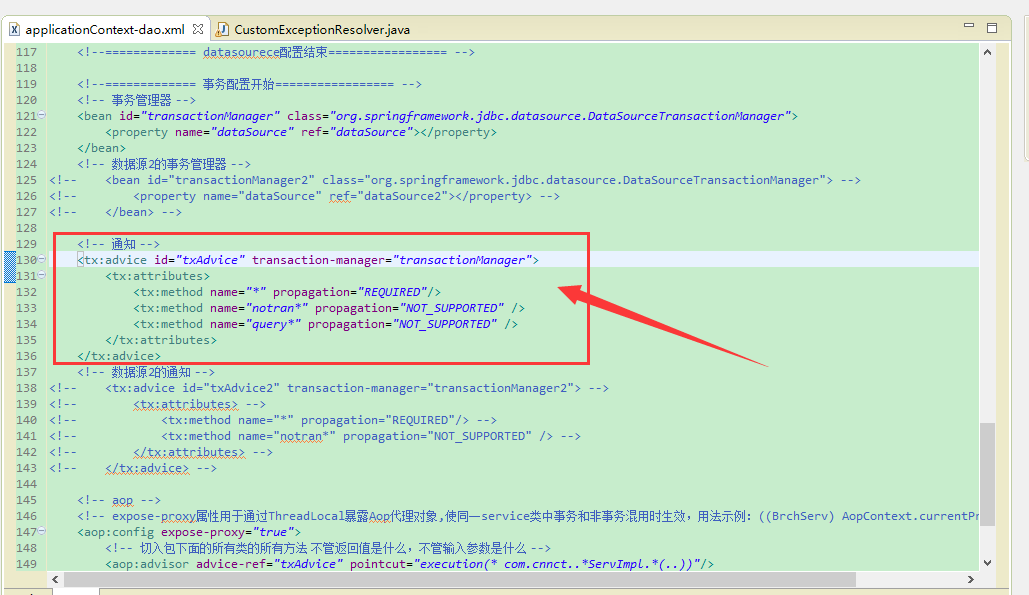 applicationContext-dao.xml
CustomExceptionResolver.java
117 <!--============= datasourece配置结束================= -->
118
119 <!--============= 事务配置开始================= -->
120 <!-- 事务管理器 -->
121 <bean id="transactionManager" class="org.springframework.jdbc.datasource.DataSourceTransactionManager">
122 <property name="dataSource" ref="dataSource"></property>
123 </bean>
124 <!-- 数据源2的事务管理器 -->
125 <!-- <bean id="transactionManager2" class="org.springframework.jdbc.datasource.DataSourceTransactionManager"> -->
126 <!-- <property name="dataSource" ref="dataSource2"></property> -->
127 <!-- </bean> -->
128
129 <!-- 通知 -->
130 <tx:advice id="txAdvice" transaction-manager="transactionManager">
131 <tx:attributes>
132 <tx:method name="*" propagation="REQUIRED"/>
133 <tx:method name="notran*" propagation="NOT_SUPPORTED" />
134 <tx:method name="query*" propagation="NOT_SUPPORTED" />
135 </tx:attributes>
136 </tx:advice>
137 <!-- 数据源2的通知 -->
138 <!-- <tx:advice id="txAdvice2" transaction-manager="transactionManager2"> -->
139 <!-- <tx:attributes> -->
140 <!-- <tx:method name="*" propagation="REQUIRED"/> -->
141 <!-- <tx:method name="notran*" propagation="NOT_SUPPORTED" /> -->
142 <!-- </tx:attributes> -->
143 <!-- </tx:advice> -->
144
145 <!-- aop -->
146 <!-- expose-proxy属性用于通过ThreadLocal暴露Aop代理对象,使同一service类中事务和非事务混用时生效，用法示例: ((BrchServ) AopContext.currentPr
147 <aop:config expose-proxy="true">
148 <!-- 切入包下面的所有类的所有方法 不管返回值是什么，不管输入参数是什么 -->
149 <aop:advisor advice-ref="txAdvice" pointcut="execution(* com.cnnct..*ServImpl.*(..))"/>